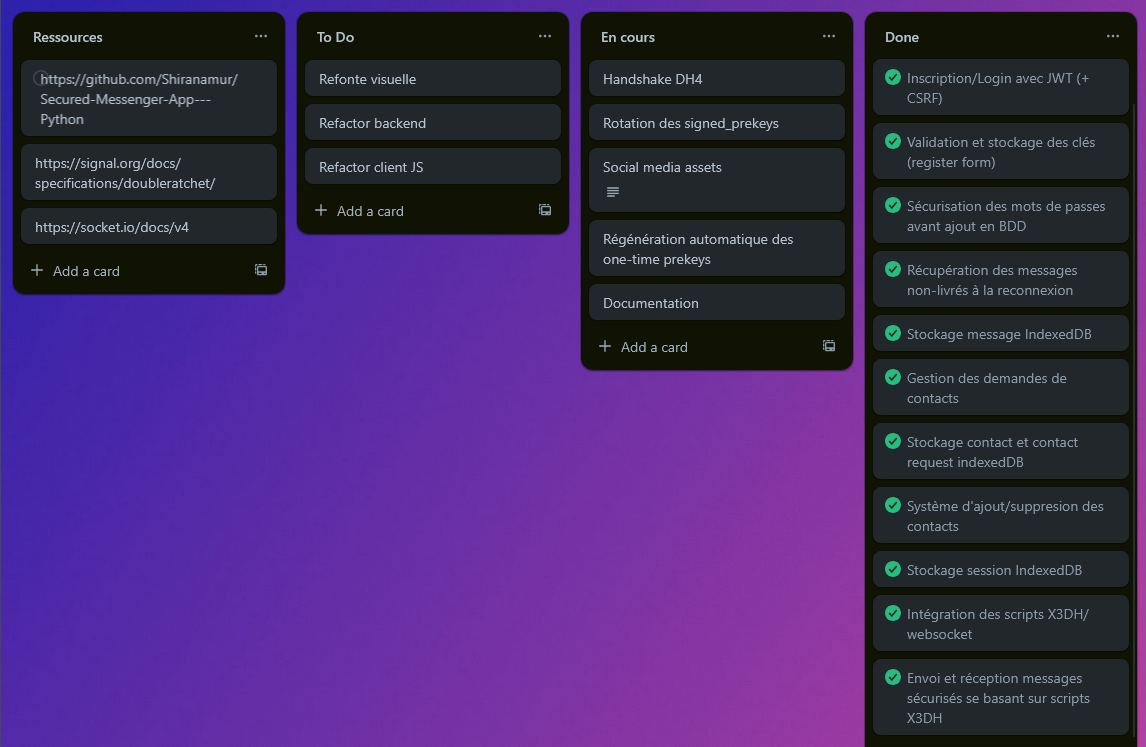 Ressources
https://github.com/Shiranamur/
Secured-Messenger-App---
Python
https://signal.org/docs/
specifications/doubleratchet/
https://socket.io/docs/v4
Add a card
To Do
Refonte visuelle
Refactor backend
Refactor client JS
Add a card
En cours
Handshake DH4
Rotation des signed_prekeys
Social media assets
Régénération automatique des
one-time prekeys
Documentation
Add a card
Done
Inscription/Login avec JWT (+
CSRF)
Validation et stockage des clés
(register form)
Sécurisation des mots de passes
avant ajout en BDD
Récupération des messages
non-livrés à la reconnexion
Stockage message IndexedDB
Gestion des demandes de
contacts
Stockage contact et contact
request indexedDB
Système d'ajout/suppresion des
contacts
Stockage session IndexedDB
Intégration des scripts X3DH/
websocket
Envoi et réception messages
sécurisés se basant sur scripts
X3DH